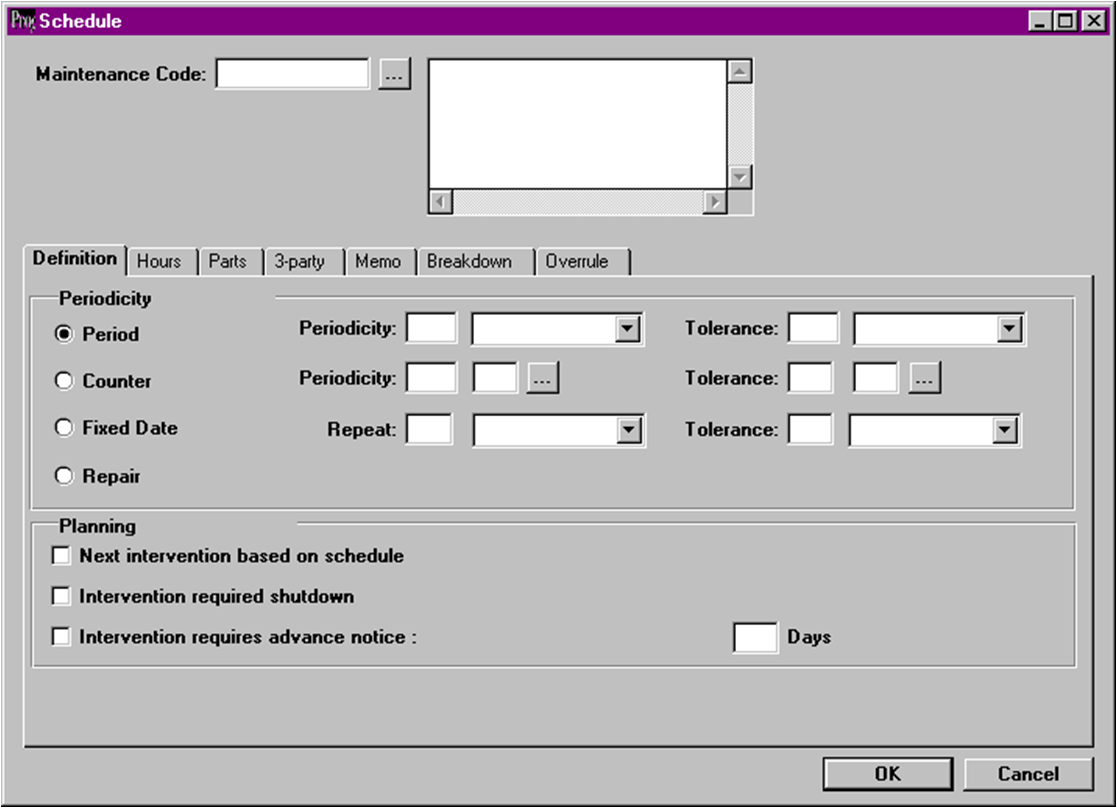 Schedule
Maintenance Code: ...
Definition Hours Parts 3-party Memo Breakdown Overrule
Periodicity
Period Periodicity: Tolerance:
Counter Periodicity: ... Tolerance: ...
Fixed Date Repeat: Tolerance:
Repair
Planning
Next intervention based on schedule
Intervention required shutdown
Intervention requires advance notice : Days
OK Cancel